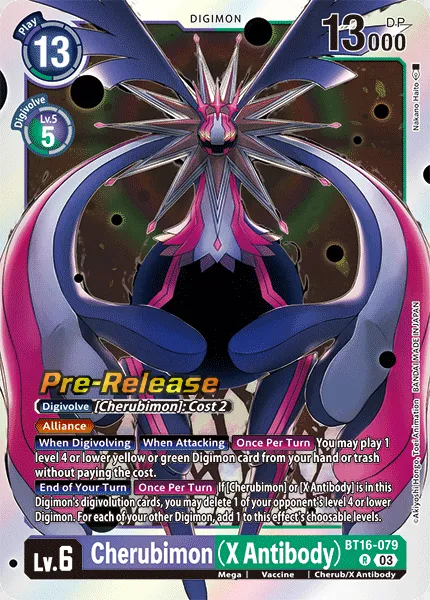 DIGIMON
Play
13
13000
DP
Nakano Haito
Digivolve
Lv.5
5
Pre-Release
Digivolve [Cherubimon]: Cost 2
Alliance
When Digivolving When Attacking Once Per Turn You may play 1
level 4 or lower yellow or green Digimon card from your hand or trash
without paying the cost.
End of Your Turn Once Per Turn If [Cherubimon] or [X Antibody] is in this
Digimon's digivolution cards, you may delete 1 of your opponent's level 4 or lower
Digimon. For each of your other Digimon, add 1 to this effect's choosable levels.
©Akiyoshi Hongo, Toei Animation BANDAI MADE IN JAPAN
Lv.6
Cherubimon (X Antibody)
BT16-079
R 03
Mega Vaccine Cherub/X Antibody